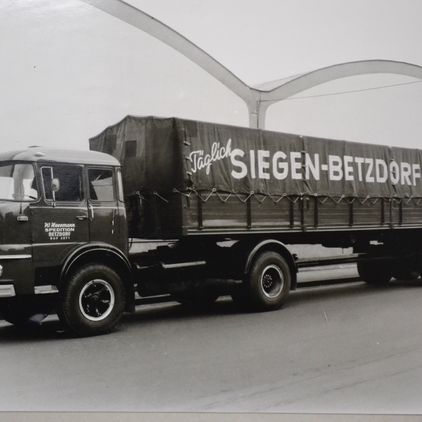 Täglich SIEGEN-BETZDORF
SPEDITION
BETZDORF